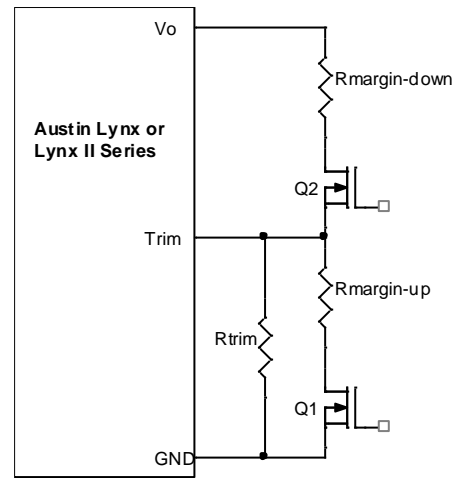 Vo
Rmargin-down
Austin Lynx or
Lynx II Series
Q2
Trim
Rmargin-up
Rtrim
Q1
GND